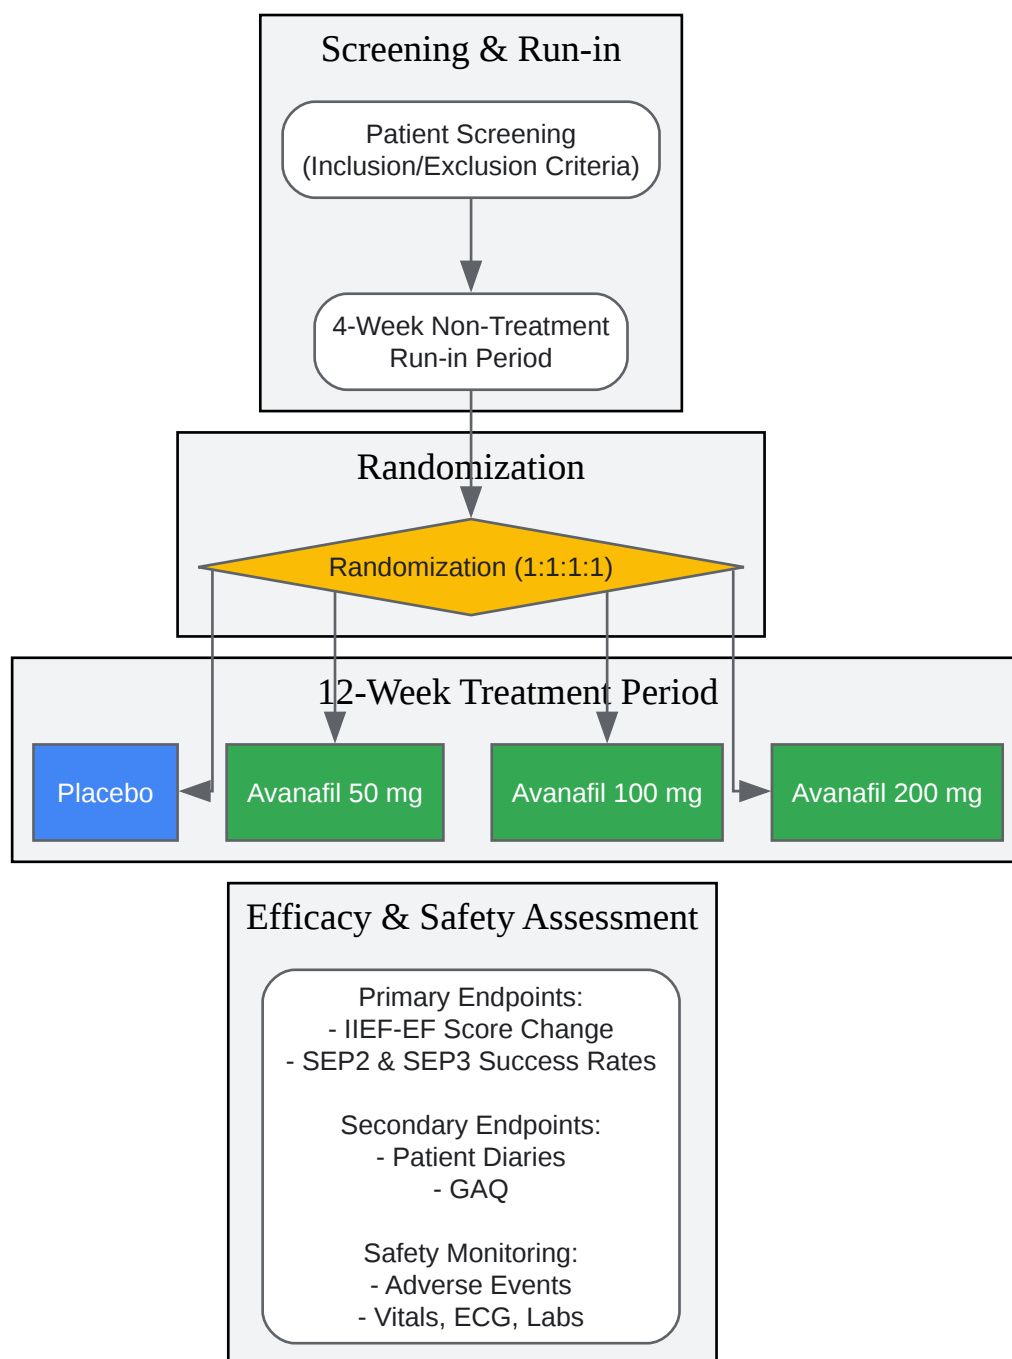 Screening & Run-in
Patient Screening
(Inclusion/Exclusion Criteria)
4-Week Non-Treatment
Run-in Period
Randomization
Randomization (1:1:1:1)
12-Week Treatment Period
Placebo
Avanafil 50 mg
Avanafil 100 mg
Avanafil 200 mg
Efficacy & Safety Assessment
Primary Endpoints:
- IIEF-EF Score Change
- SEP2 & SEP3 Success Rates
Secondary Endpoints:
- Patient Diaries
- GAQ
Safety Monitoring:
- Adverse Events
- Vitals, ECG, Labs